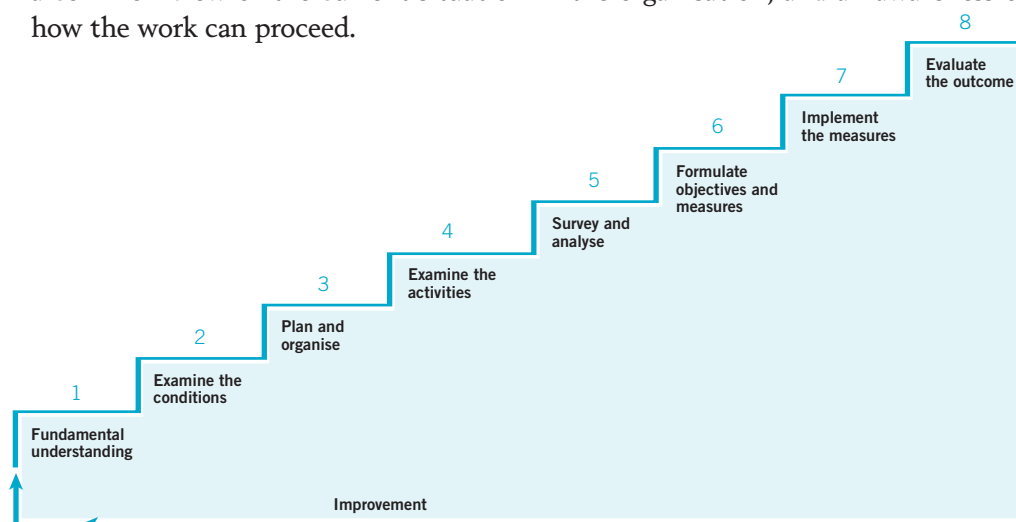 how the work can proceed.
8
Evaluate
the outcome
7
Implement
the measures
6
Formulate
objectives and
measures
5
Survey and
analyse
4
Examine the
activities
3
Plan and
organise
2
Examine the
conditions
1
Fundamental
understanding
Improvement